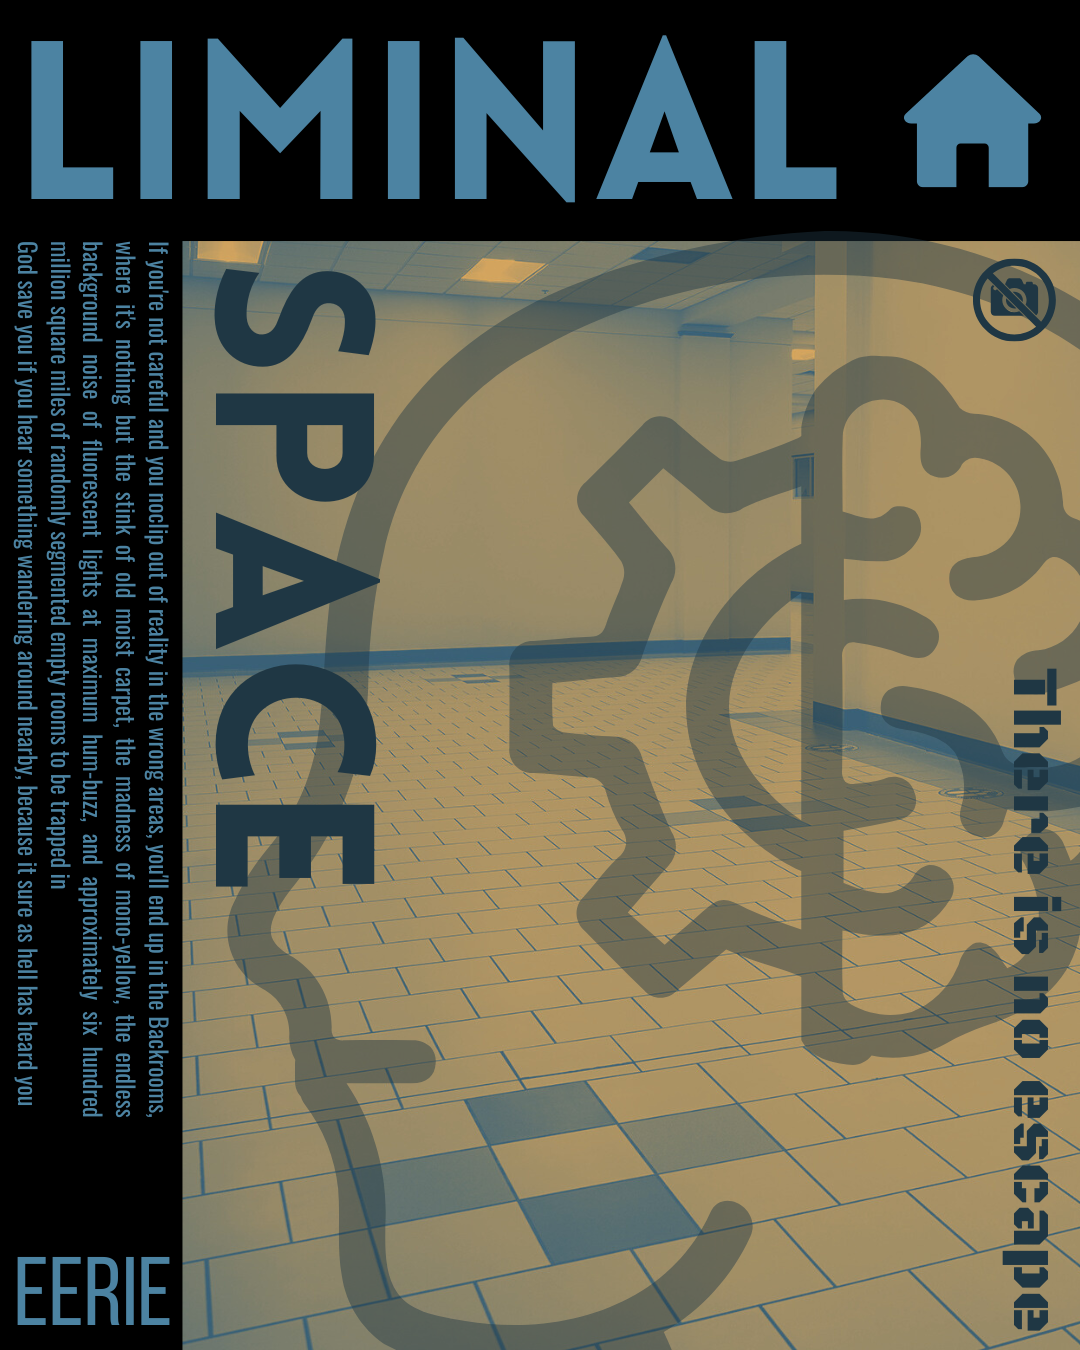 LIMINAL
SPACE
If you're not careful and you noclip out of reality in the wrong areas, you'll end up in the Backrooms,
where it's nothing but the stink of old moist carpet, the madness of mono-yellow, the endless
background noise of fluorescent lights at maximum hum-buzz, and approximately six hundred
million square miles of randomly segmented empty rooms to be trapped in
God save you if you hear something wandering around nearby, because it sure as hell has heard you
There is no escape
EERIE